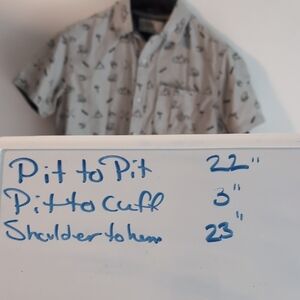 Pit to Pit 22"
Pit to Cuff 3"
Shoulder to hem 23"